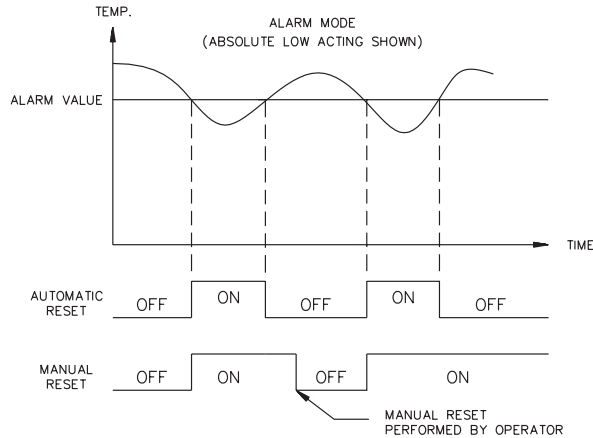 TEMP.
ALARM MODE
(ABSOLUTE LOW ACTING SHOWN)
ALARM VALUE
TIME
AUTOMATIC
RESET
OFF
ON
OFF
ON
OFF
MANUAL
RESET
OFF
ON
OFF
ON
MANUAL RESET
PERFORMED BY OPERATOR